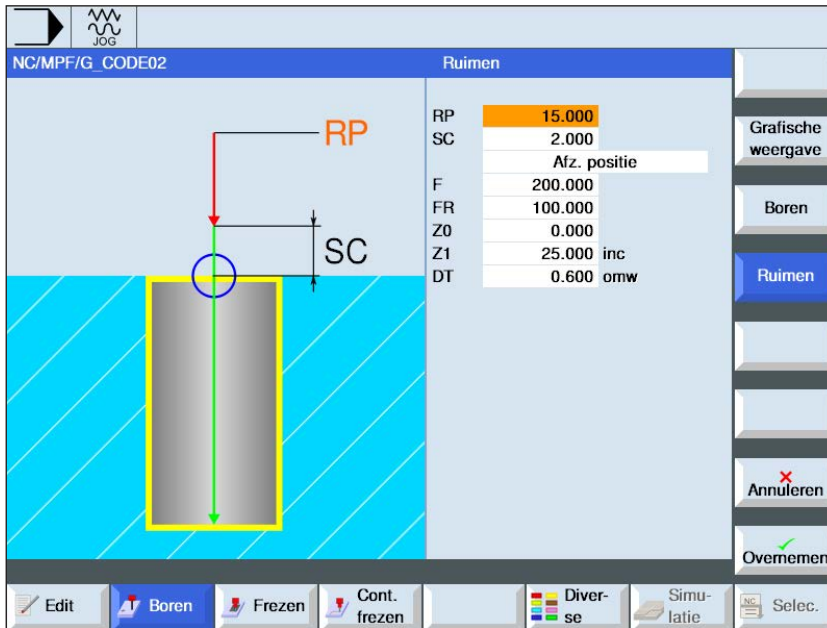 JOG
NC/MPF/G_CODE02
Ruimen
RP
SC
RP 15.000
SC 2.000
Afz. positie
F 200.000
FR 100.000
Z0 0.000
Z1 25.000 inc
DT 0.600 omw
Grafische
weergave
Boren
Ruimen
Annuleren
Overnemen
Edit
Boren
Frezen
Cont.
frezen
Diver-
se
Simu-
latie
NC
Selec.